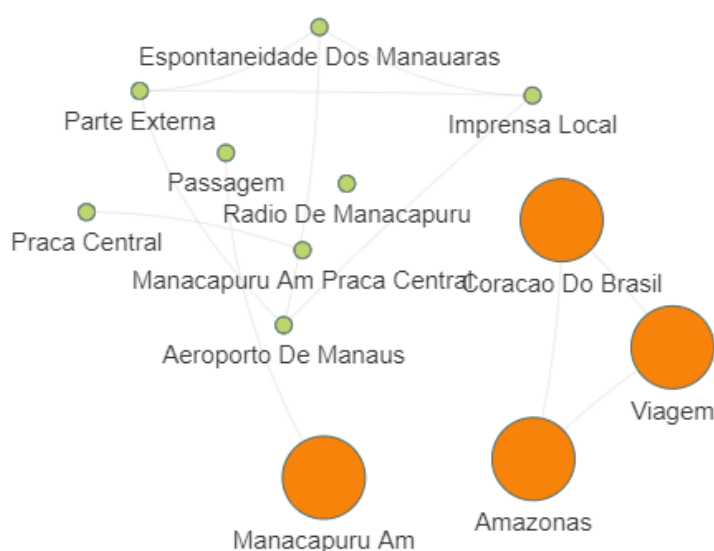 Espontaneidade Dos Manauaras
Parte Externa
Imprensa Local
Passagem
Radio De Manacapuru
Praca Central
Manacapuru Am Praca Central
Coracao Do Brasil
Aeroporto De Manaus
Viagem
Amazonas
Manacapuru Am